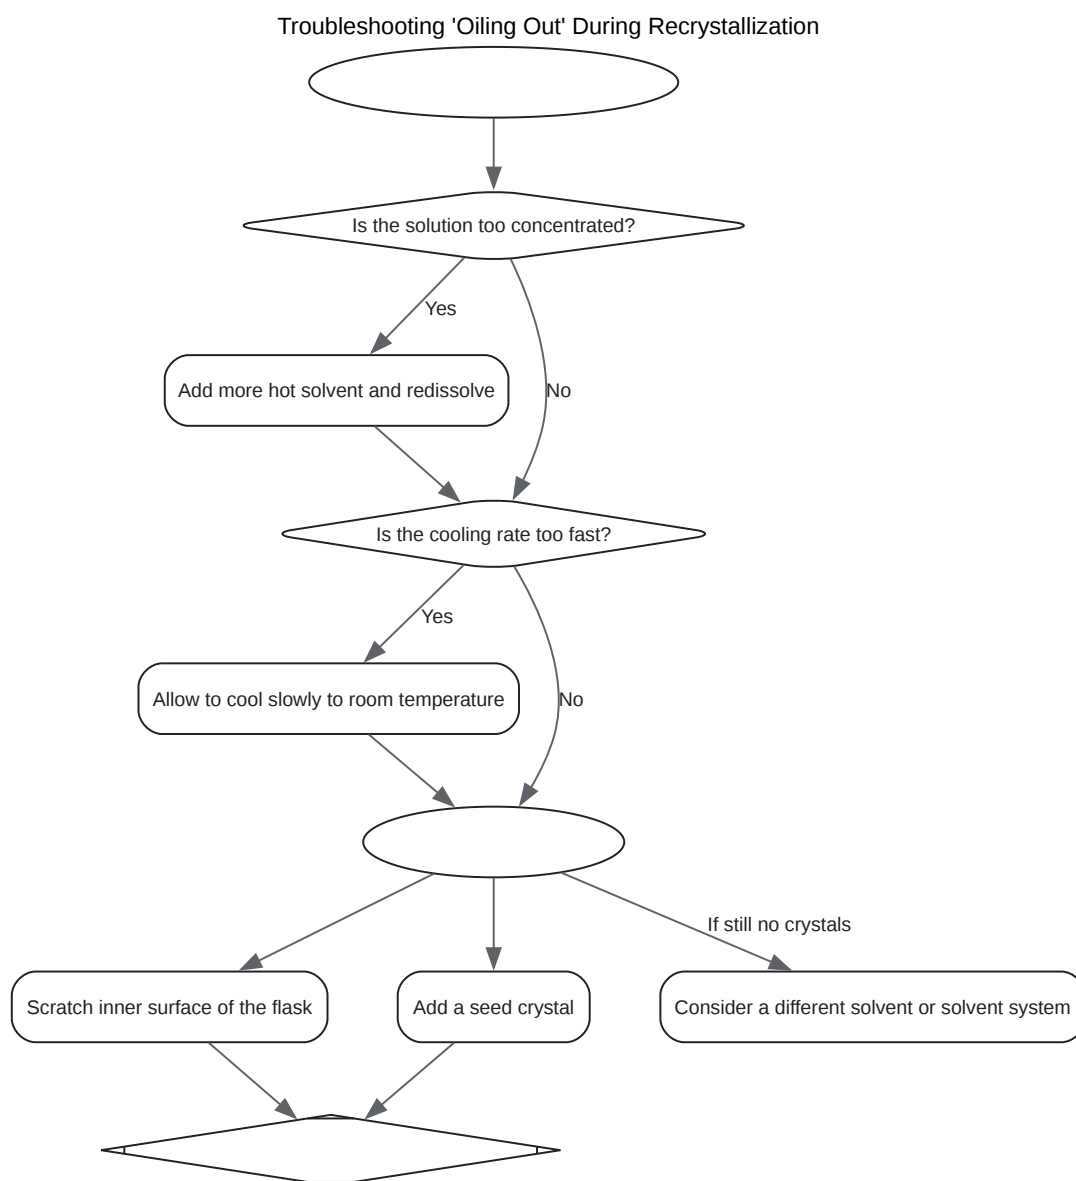 Troubleshooting 'Oiling Out' During Recrystallization
Is the solution too concentrated?
Yes
Add more hot solvent and redissolve
No
Is the cooling rate too fast?
Yes
Allow to cool slowly to room temperature
No
If still no crystals
Scratch inner surface of the flask
Add a seed crystal
Consider a different solvent or solvent system